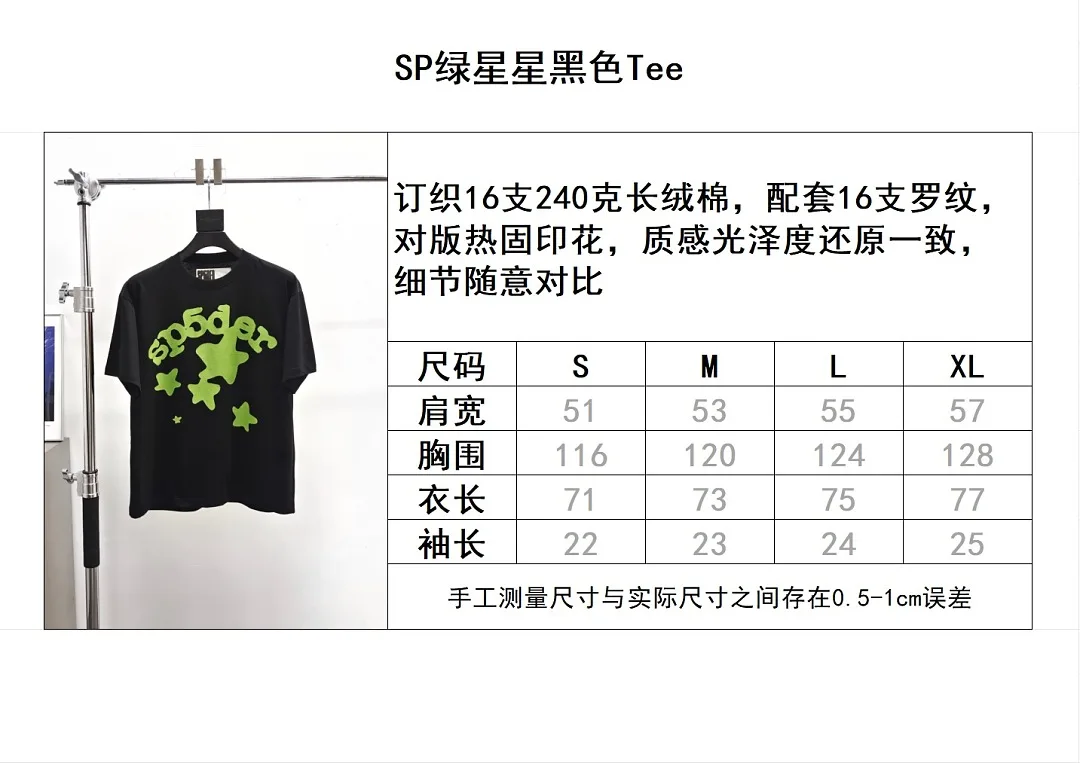 SP绿星星黑色Tee
sp5der
订织16支240克长绒棉，配套16支罗纹，
对版热固印花，质感光泽度还原一致，
细节随意对比
尺码 S M L XL
肩宽 51 53 55 57
胸围 116 120 124 128
衣长 71 73 75 77
袖长 22 23 24 25
手工测量尺寸与实际尺寸之间存在0.5-1cm误差